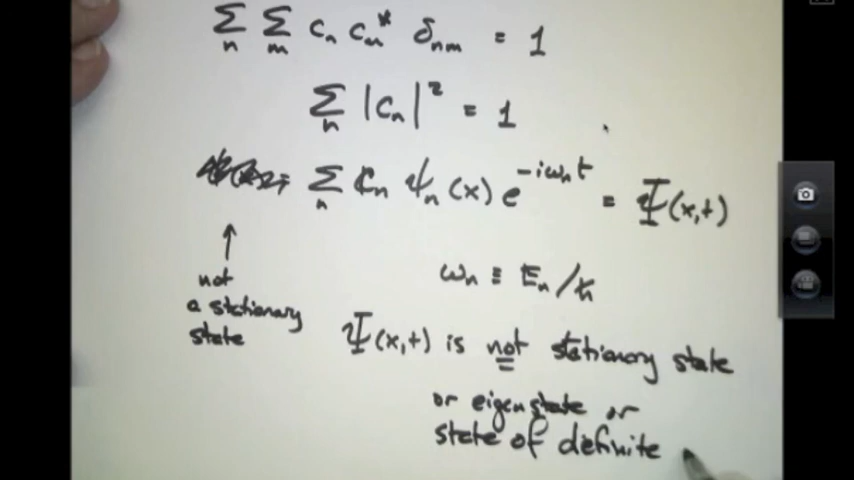 ∑ₙ ∑ₘ cₙ cₘ* δₙₘ = 1
∑ₙ |cₙ|² = 1
∑ₙ cₙ ψₙ(x) e^(-iωₙt) = Ψ(x,t)
↑
not
a stationary
state
ωₙ ≡ Eₙ/ħ
Ψ(x,t) is not stationary state
or eigenstate or
state of definite